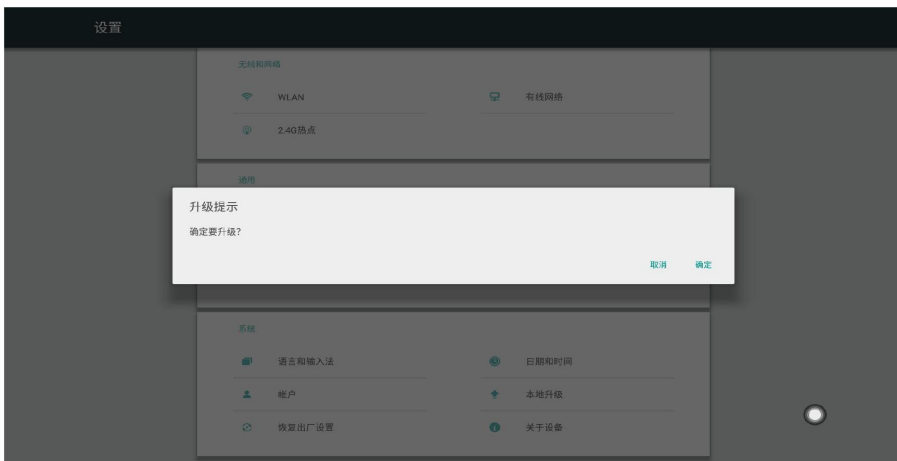 设置
无线和网络
WLAN
有线网络
2.4G热点
通用
升级提示
确定要升级?
取消 确定
系统
语言和输入法
日期和时间
帐户
本地升级
恢复出厂设置
关于设备